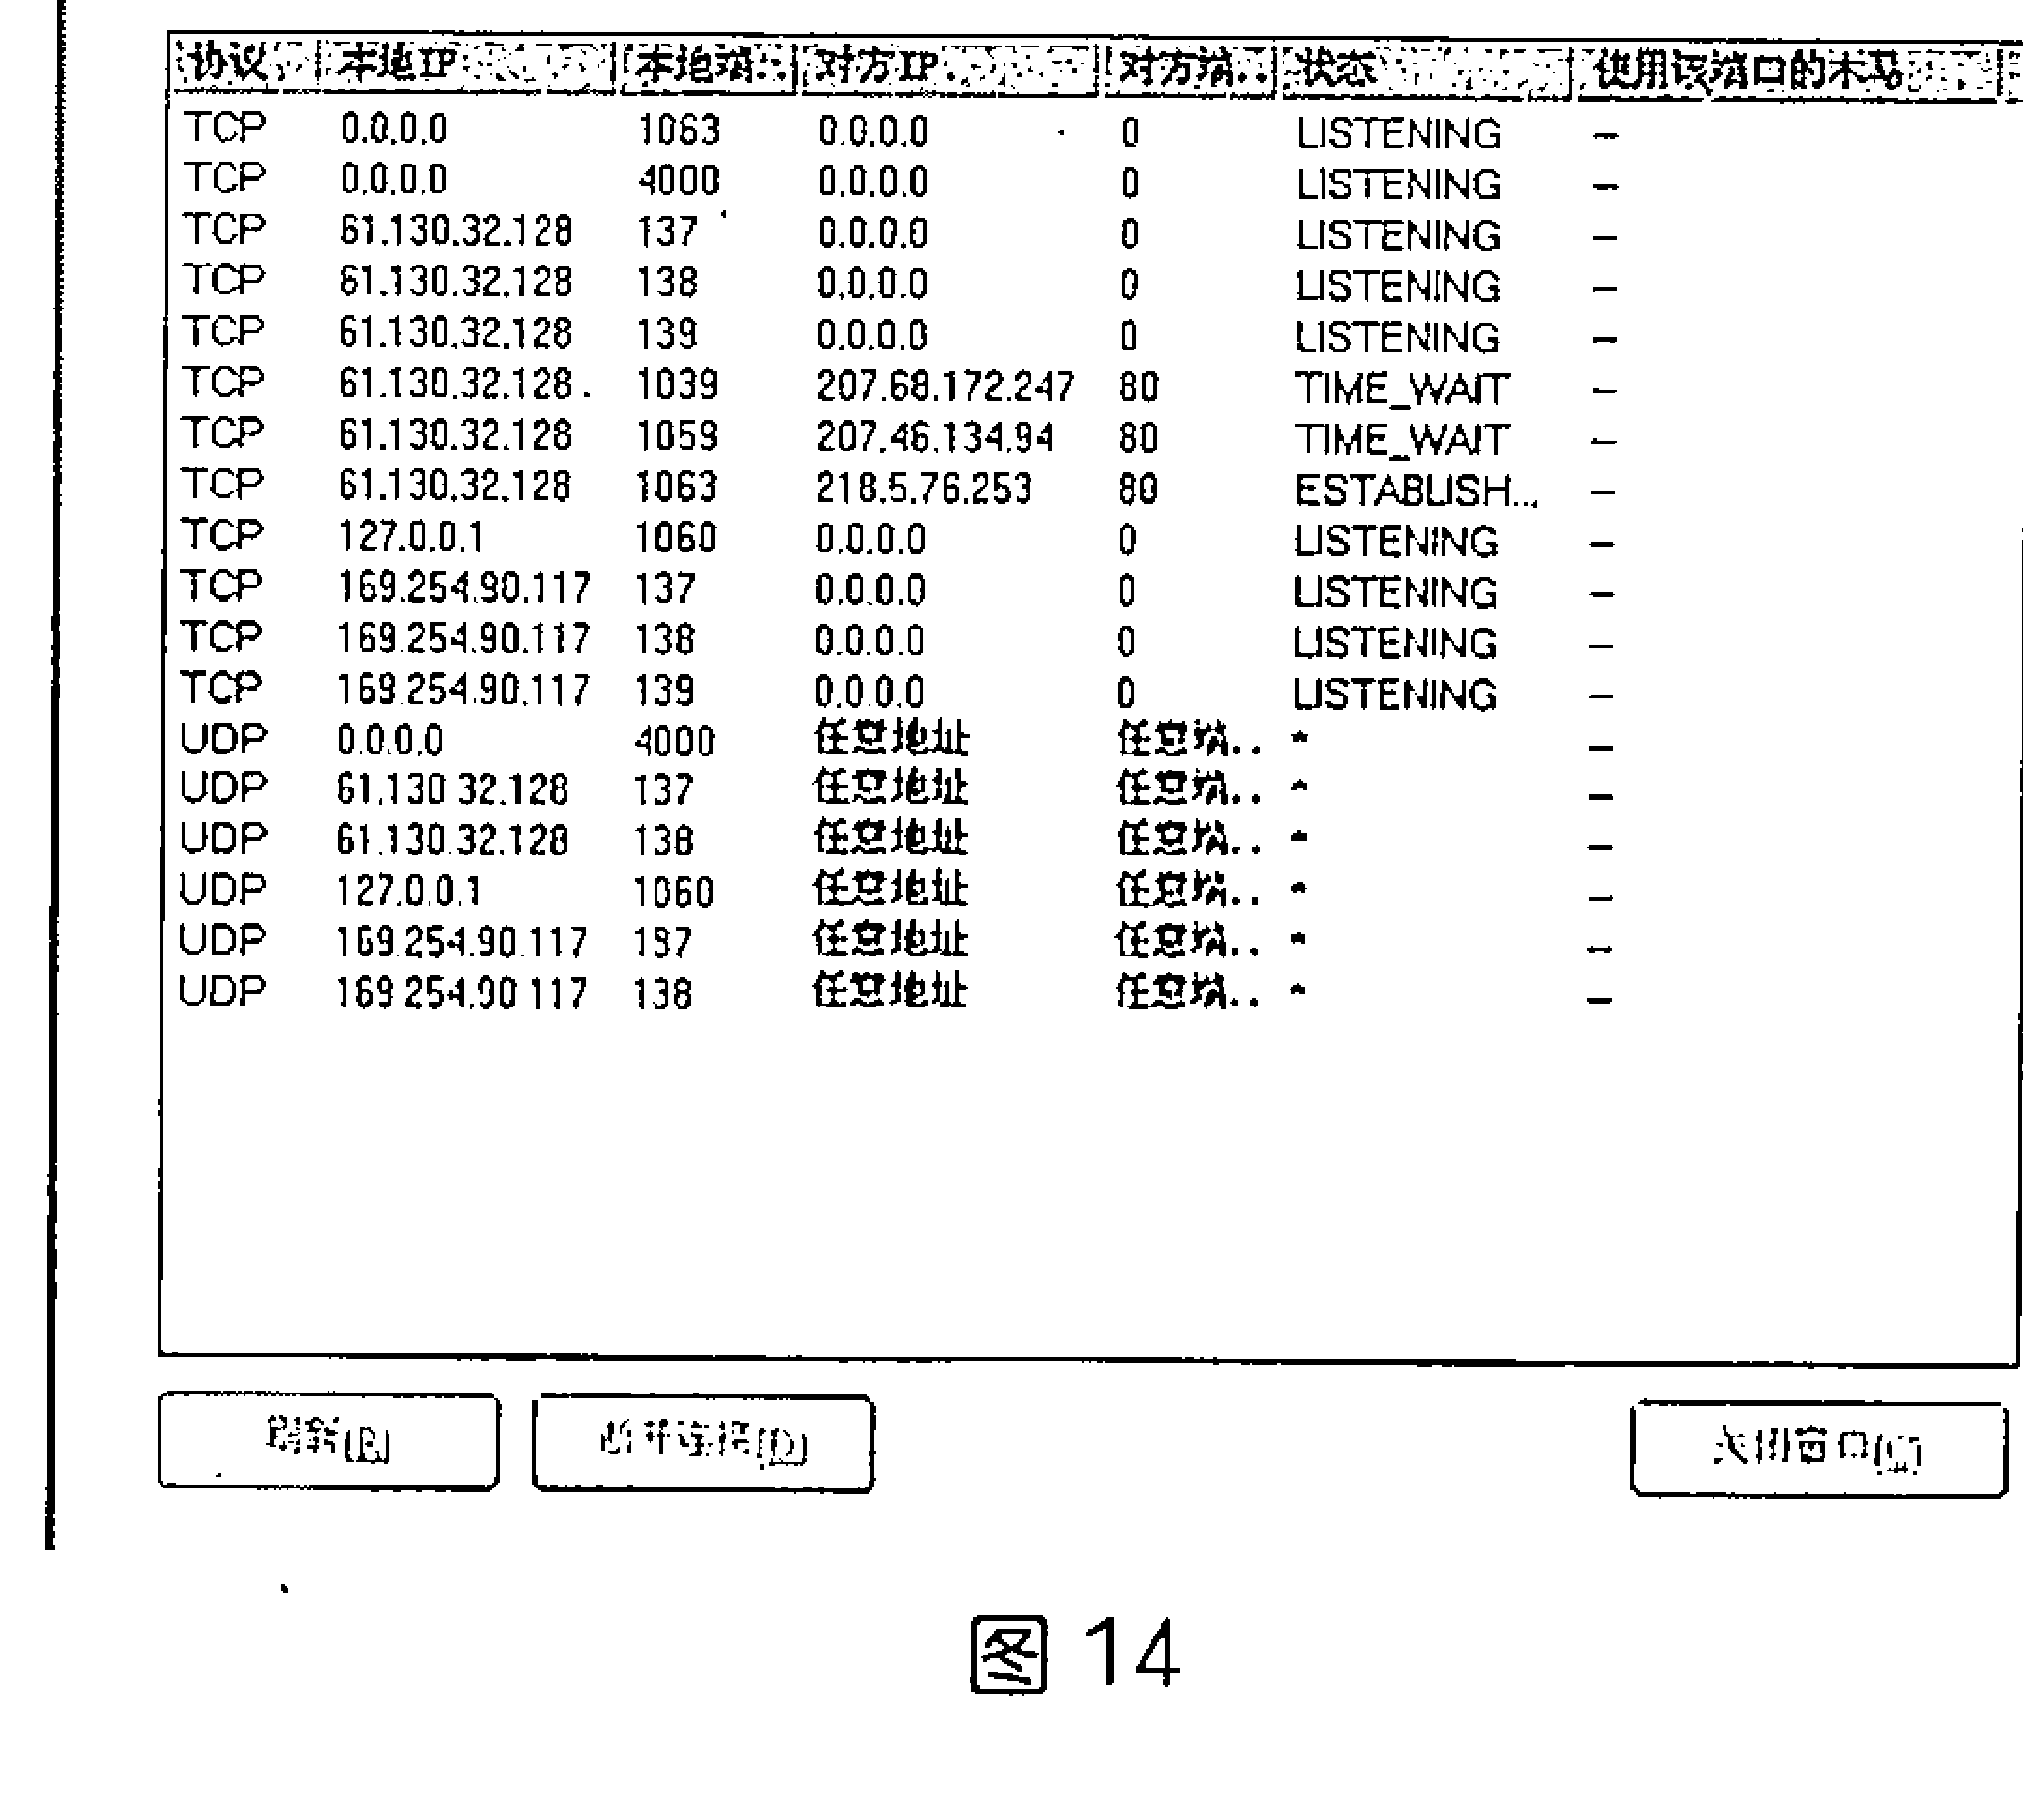 协议 本地IP 本地端.. 对方IP 对方端.. 状态 使用该端口的木马
TCP 0.0.0.0 1063 0.0.0.0 0 LISTENING -
TCP 0.0.0.0 4000 0.0.0.0 0 LISTENING -
TCP 61.130.32.128 137 0.0.0.0 0 LISTENING -
TCP 61.130.32.128 138 0.0.0.0 0 LISTENING -
TCP 61.130.32.128 139 0.0.0.0 0 LISTENING -
TCP 61.130.32.128 1039 207.68.172.247 80 TIME_WAIT -
TCP 61.130.32.128 1059 207.46.134.94 80 TIME_WAIT -
TCP 61.130.32.128 1063 218.5.76.253 80 ESTABLISH... -
TCP 127.0.0.1 1060 0.0.0.0 0 LISTENING -
TCP 169.254.90.117 137 0.0.0.0 0 LISTENING -
TCP 169.254.90.117 138 0.0.0.0 0 LISTENING -
TCP 169.254.90.117 139 0.0.0.0 0 LISTENING -
UDP 0.0.0.0 4000 任意地址 任意端.. * -
UDP 61.130.32.128 137 任意地址 任意端.. * -
UDP 61.130.32.128 138 任意地址 任意端.. * -
UDP 127.0.0.1 1060 任意地址 任意端.. * -
UDP 169.254.90.117 137 任意地址 任意端.. * -
UDP 169.254.90.117 138 任意地址 任意端.. * -
刷新(R) 断开连接(D) 关闭窗口(C)
图 14